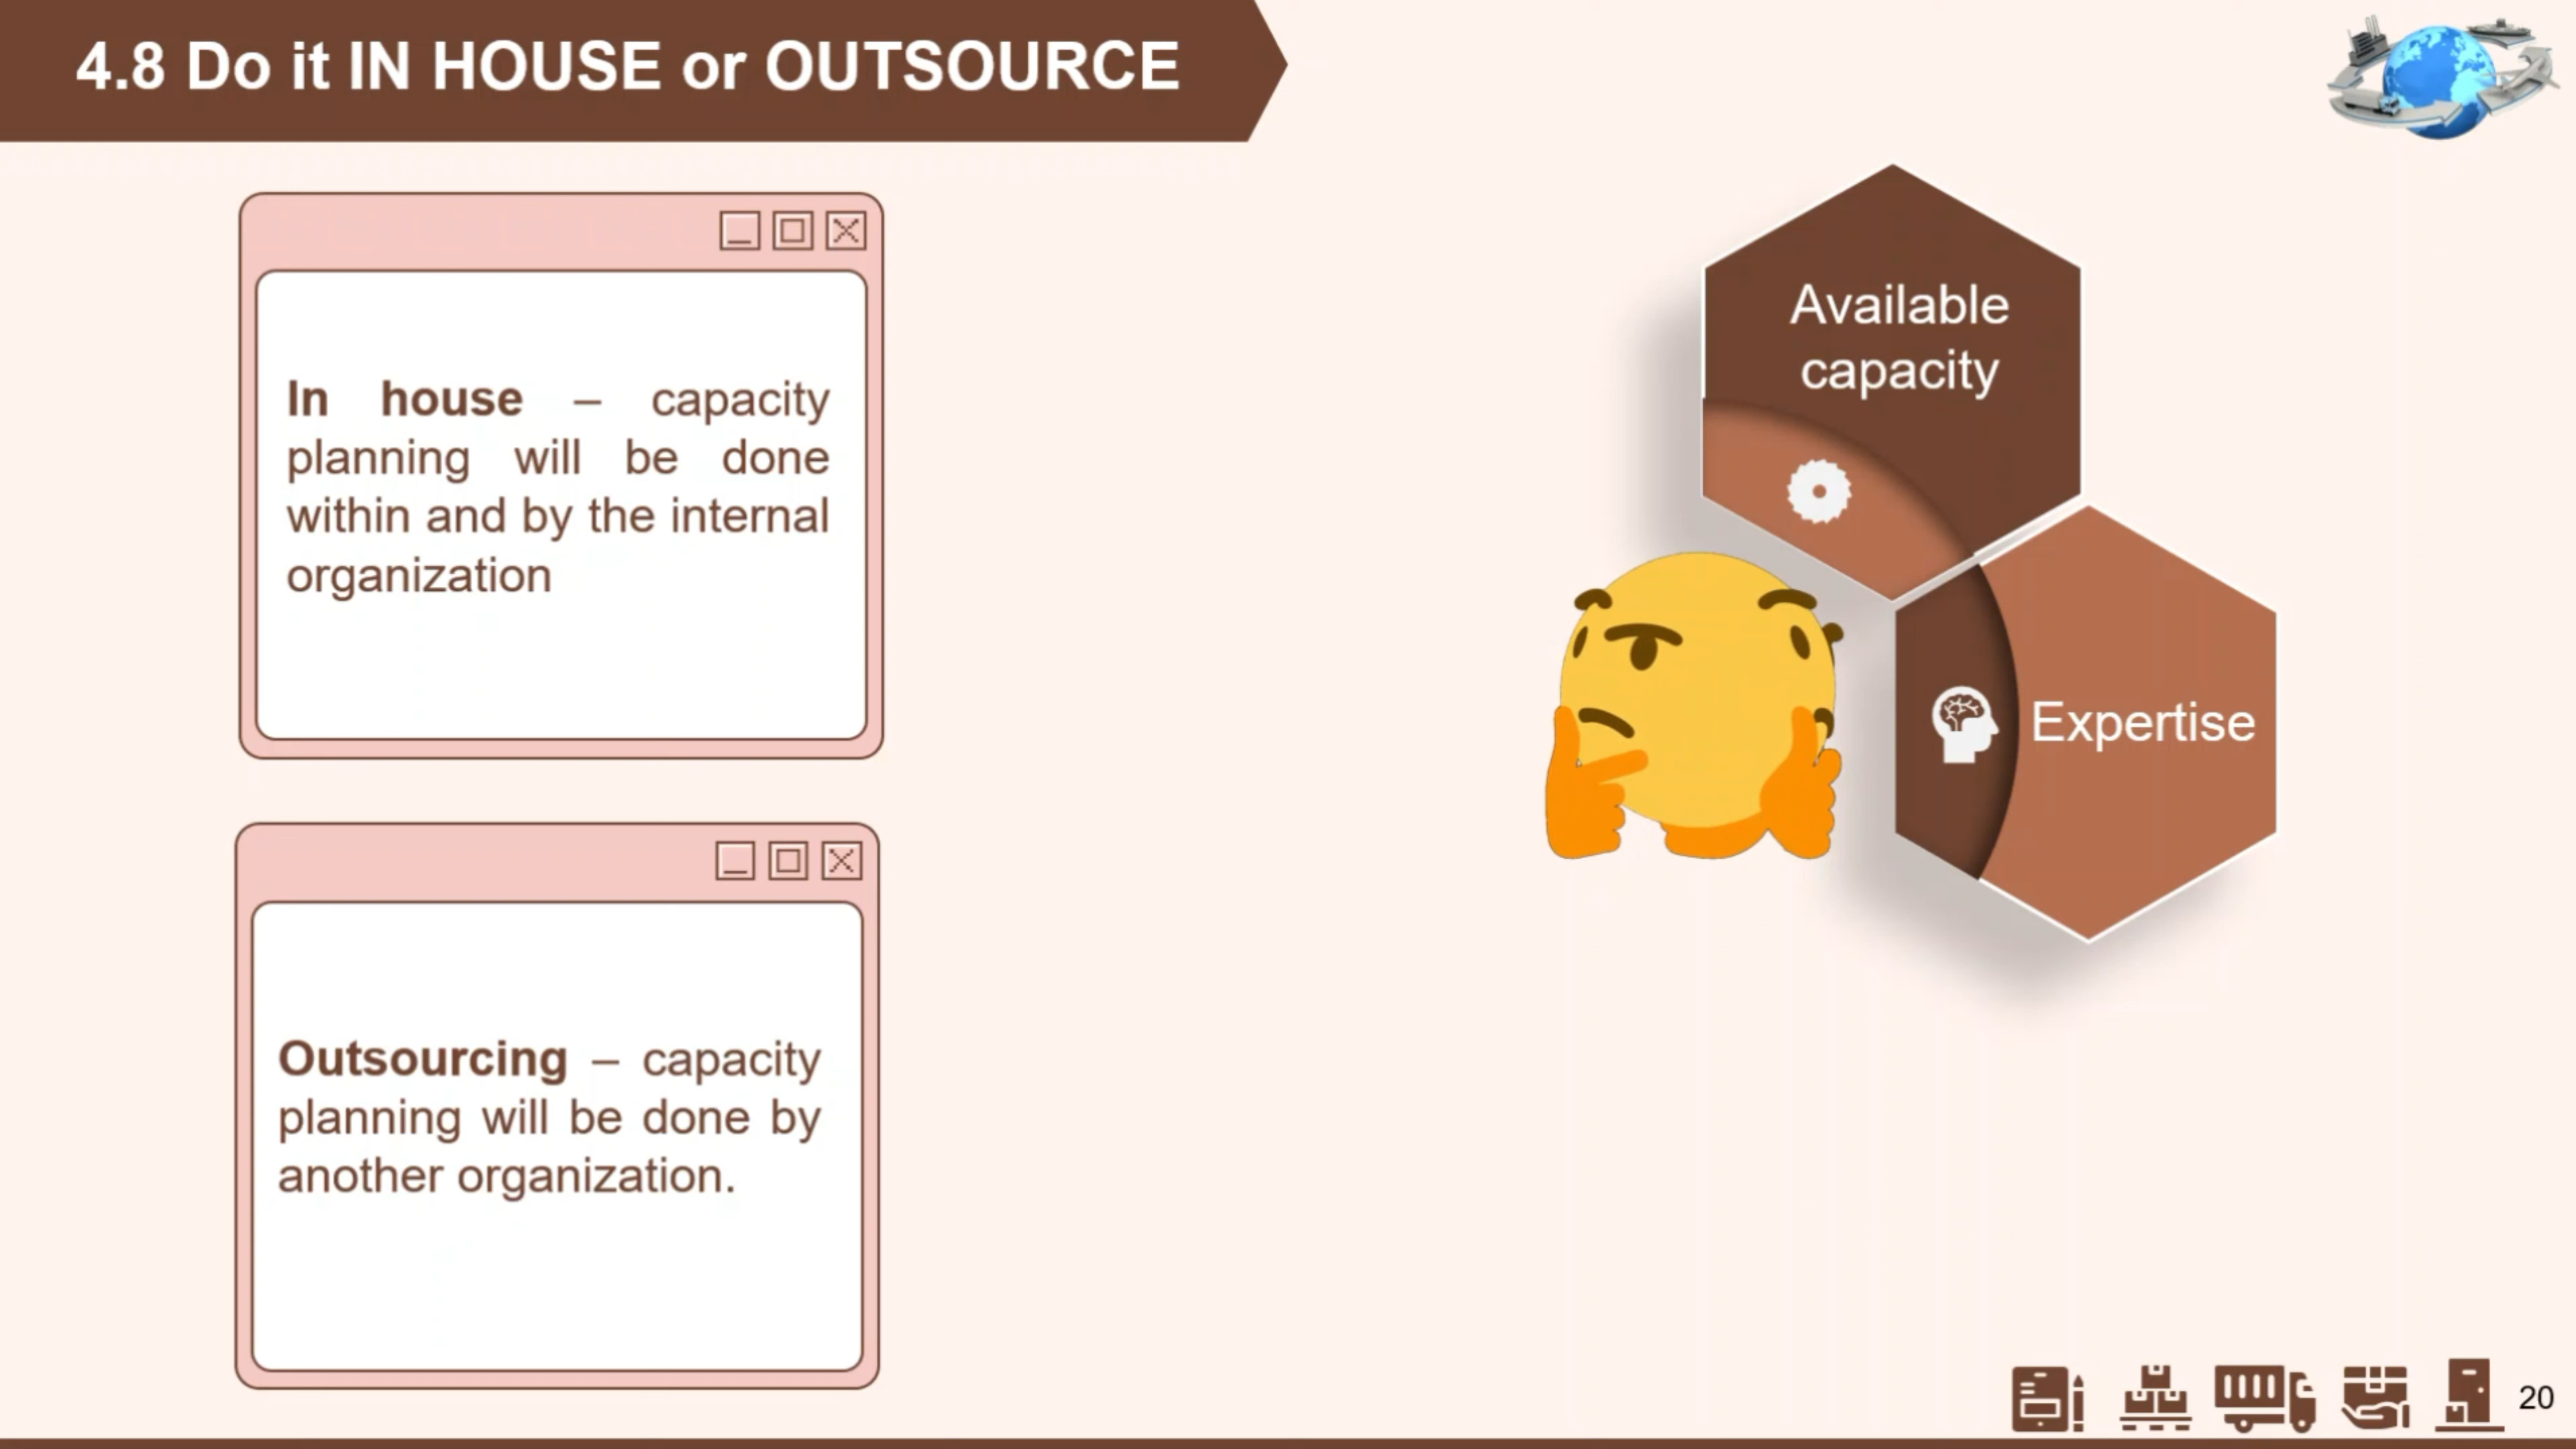 4.8 Do it IN HOUSE or OUTSOURCE
In house – capacity
planning will be done
within and by the internal
organization
Outsourcing – capacity
planning will be done by
another organization.
Available
capacity
Expertise
20